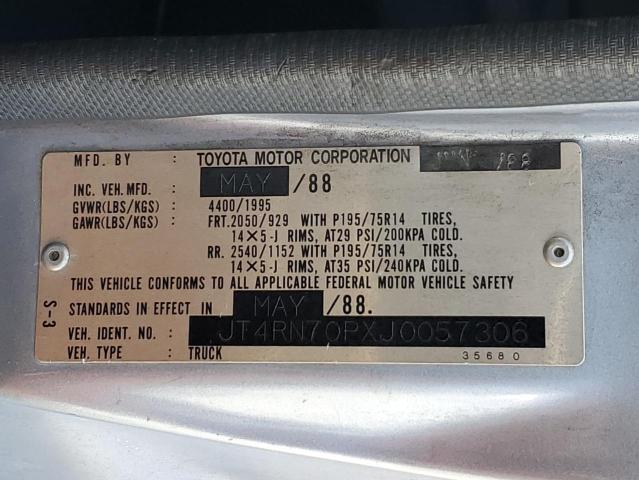 MFD. BY : TOYOTA MOTOR CORPORATION /88
INC. VEH.MFD. : MAY /88
GVWR(LBS/KGS) : 4400/1995
GAWR(LBS/KGS) : FRT.2050/929 WITH P195/75R14 TIRES,
14×5-J RIMS, AT29 PSI/200KPA COLD.
RR. 2540/1152 WITH P195/75R14 TIRES,
14×5-J RIMS, AT35 PSI/240KPA COLD.
THIS VEHICLE CONFORMS TO ALL APPLICABLE FEDERAL MOTOR VEHICLE SAFETY
STANDARDS IN EFFECT IN MAY /88.
VEH. IDENT. NO. : JT4RN70PXJ0057306
VEH. TYPE : TRUCK 35680
S-3